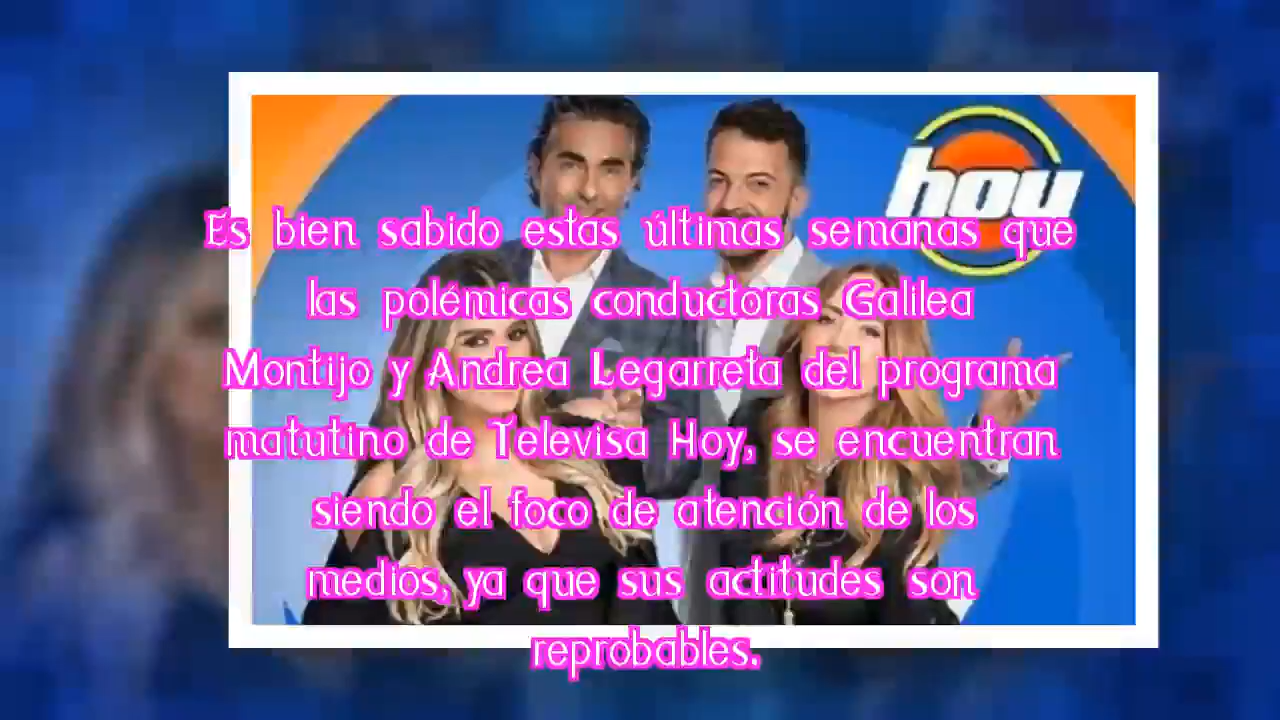 hoy
Es bien sabido estas últimas semanas que
las polémicas conductoras Galilea
Montijo y Andrea Legarreta del programa
matutino de Televisa Hoy, se encuentran
siendo el foco de atención de los
medios, ya que sus actitudes son
reprobables.